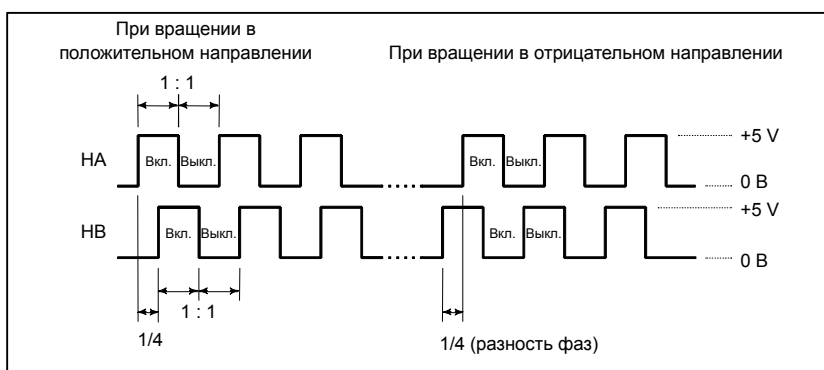 При вращении в
положительном направлении
При вращении в отрицательном направлении
1 : 1
HA
Вкл.
Выкл.
Вкл.
Выкл.
+5 V
0 В
HB
Вкл.
Выкл.
Вкл.
Выкл.
+5 V
0 В
1 : 1
1/4
1/4 (разность фаз)